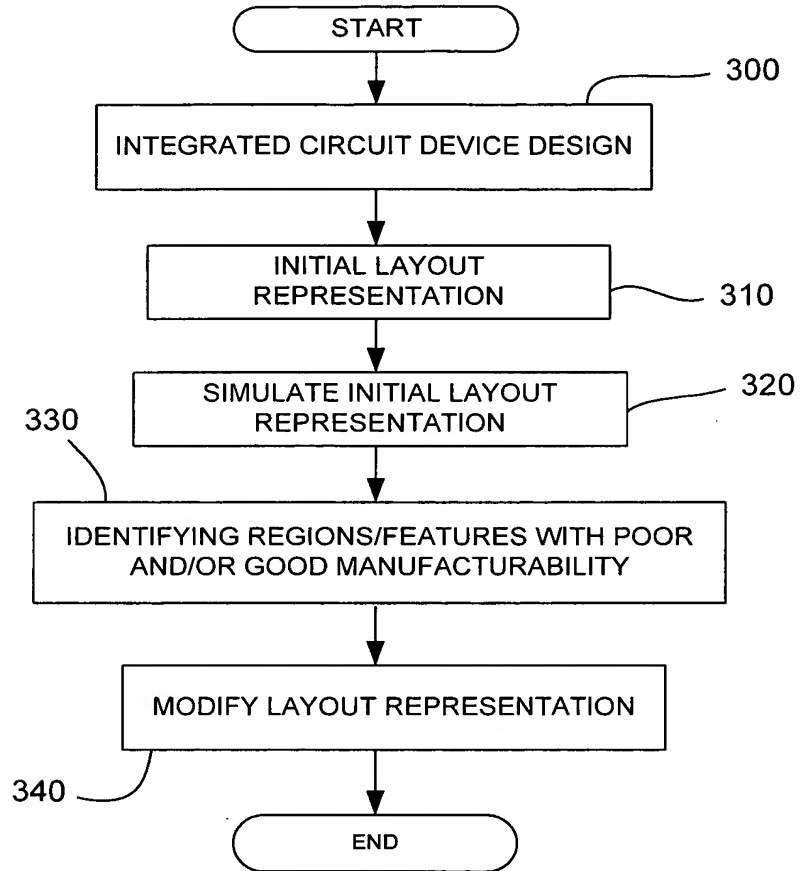 START
300
INTEGRATED CIRCUIT DEVICE DESIGN
INITIAL LAYOUT
REPRESENTATION
310
SIMULATE INITIAL LAYOUT
REPRESENTATION
320
330
IDENTIFYING REGIONS/FEATURES WITH POOR
AND/OR GOOD MANUFACTURABILITY
MODIFY LAYOUT REPRESENTATION
340
END